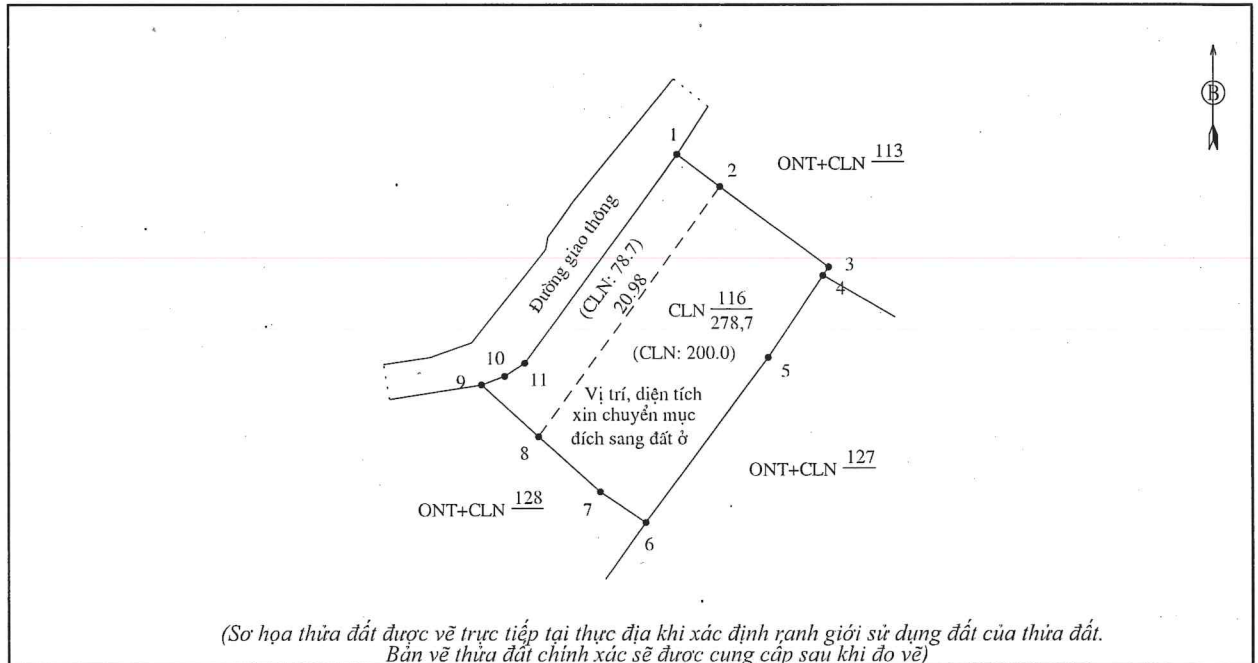 B
1
2
ONT+CLN 113
Đường giao thông
(CLN: 78.7)
20.98
3
4
CLN 116
278,7
(CLN: 200.0)
5
10
11
9
Vị trí, diện tích
xin chuyển mục
đích sang đất ở
8
ONT+CLN 127
7
ONT+CLN 128
6
(Sơ họa thửa đất được vẽ trực tiếp tại thực địa khi xác định ranh giới sử dụng đất của thửa đất.
Bản vẽ thửa đất chính xác sẽ được cung cấp sau khi đo vẽ)